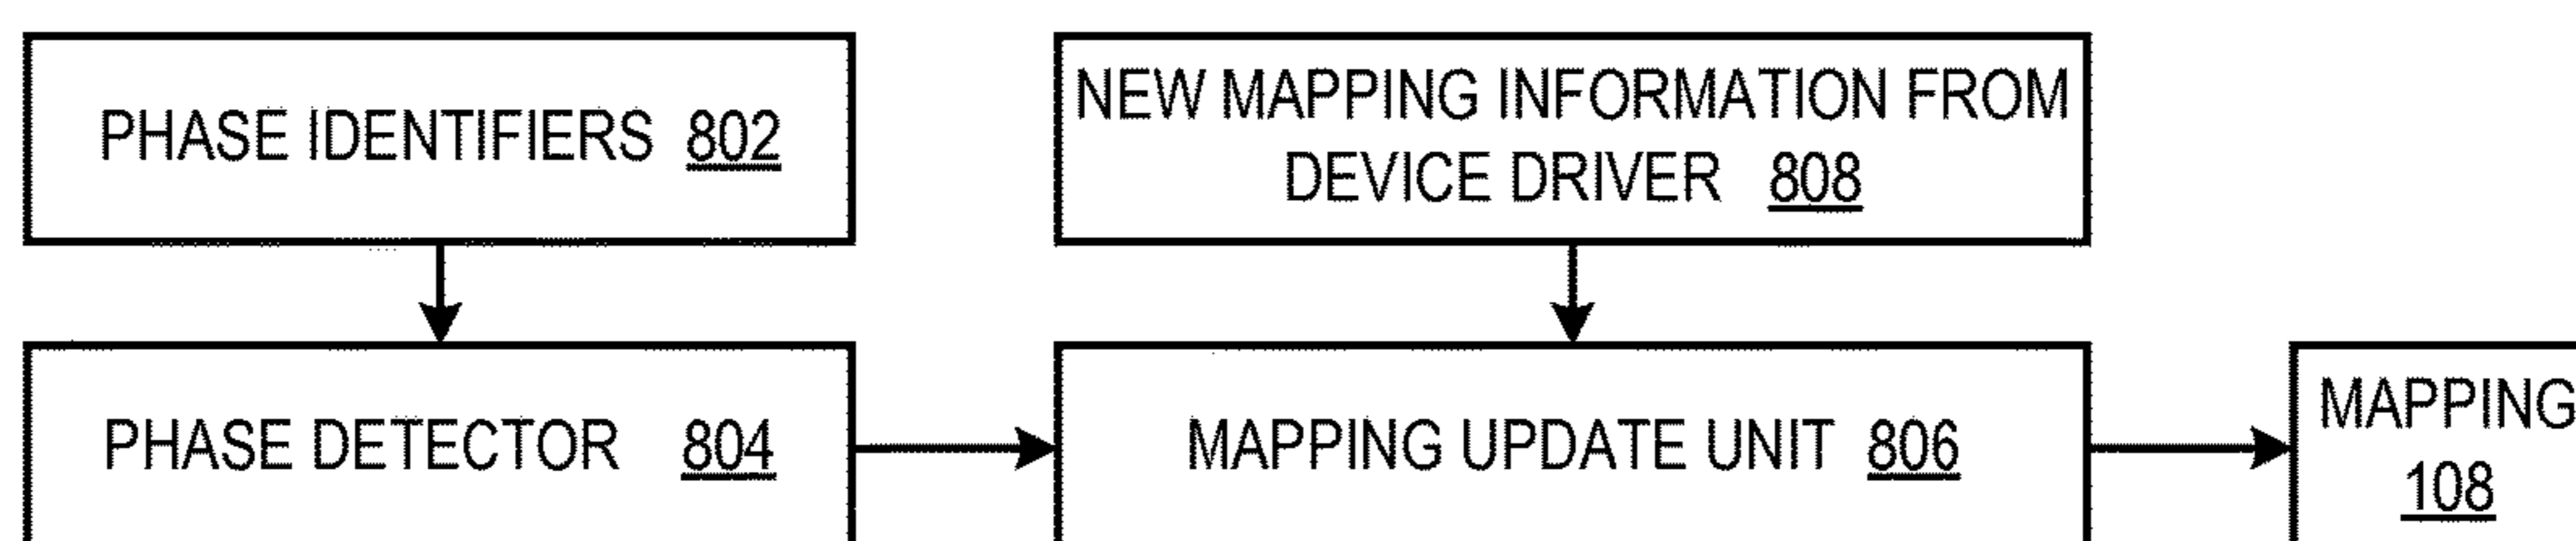 PHASE IDENTIFIERS 802
NEW MAPPING INFORMATION FROM
DEVICE DRIVER 808
PHASE DETECTOR 804
MAPPING UPDATE UNIT 806
MAPPING
108